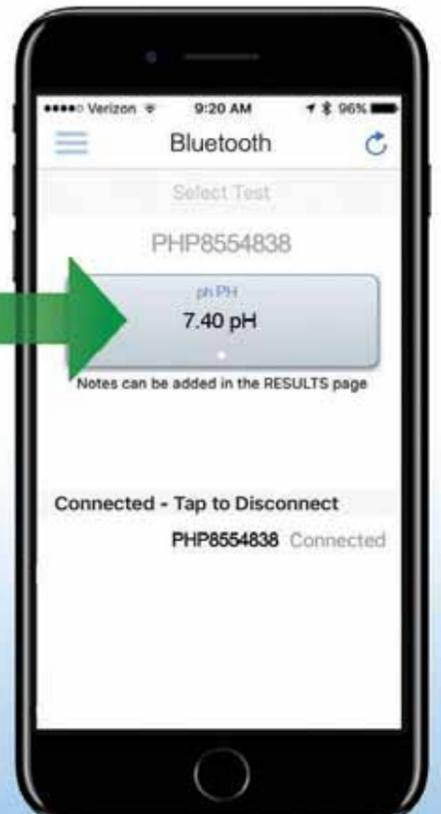 Verizon 9:20 AM 96%
Bluetooth
Select Test
PHP8554838
ph PH
7.40 pH
Notes can be added in the RESULTS page
Connected - Tap to Disconnect
PHP8554838 Connected